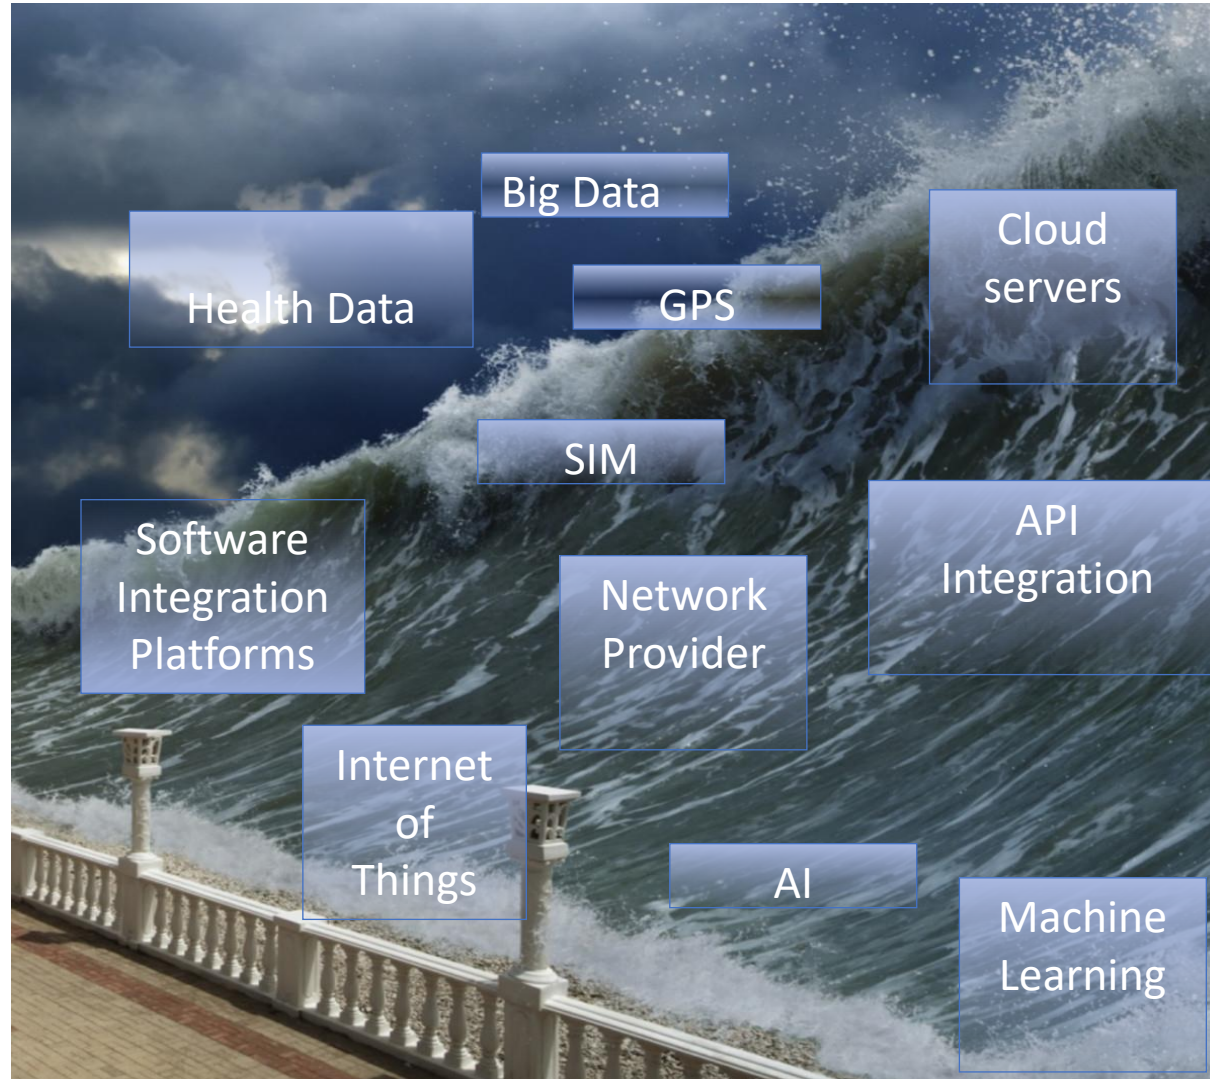 Big Data
Health Data
Cloud
servers
GPS
SIM
Software
Integration
Platforms
Network
Provider
API
Integration
Internet
of
Things
AI
Machine
Learning